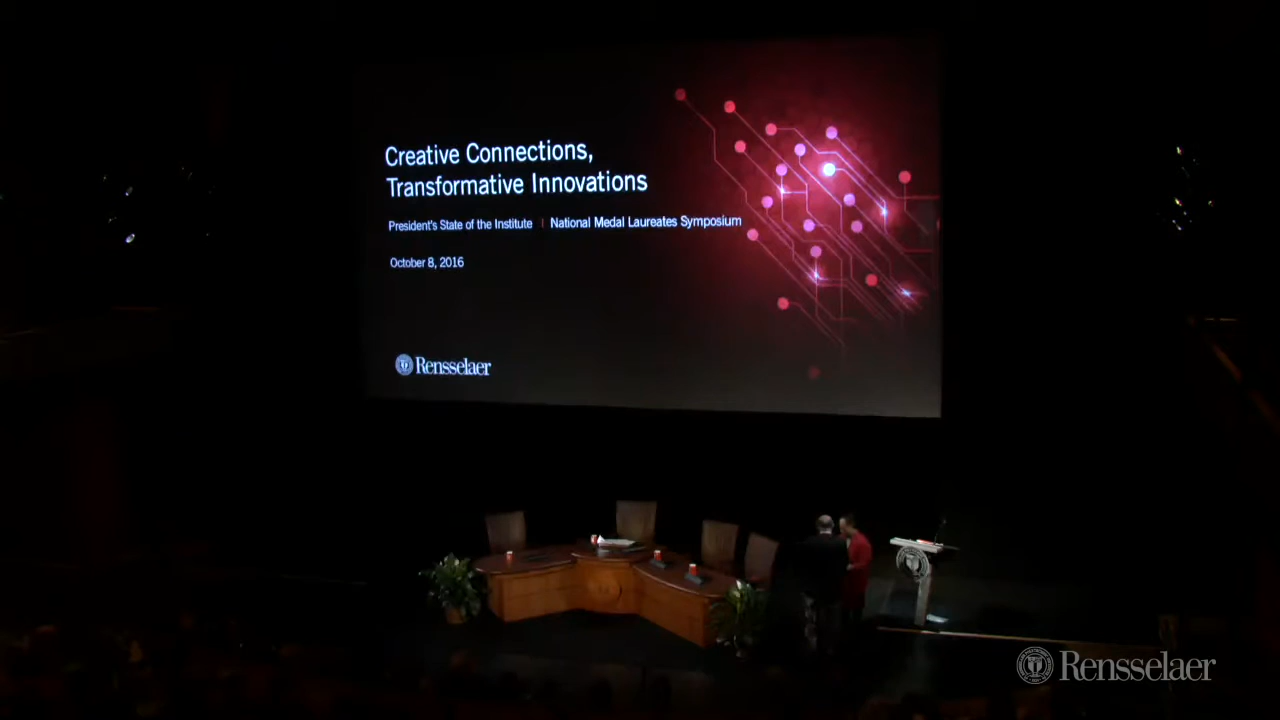 Creative Connections,
Transformative Innovations
President's State of the Institute | National Medal Laureates Symposium
October 8, 2016
Rensselaer
Rensselaer